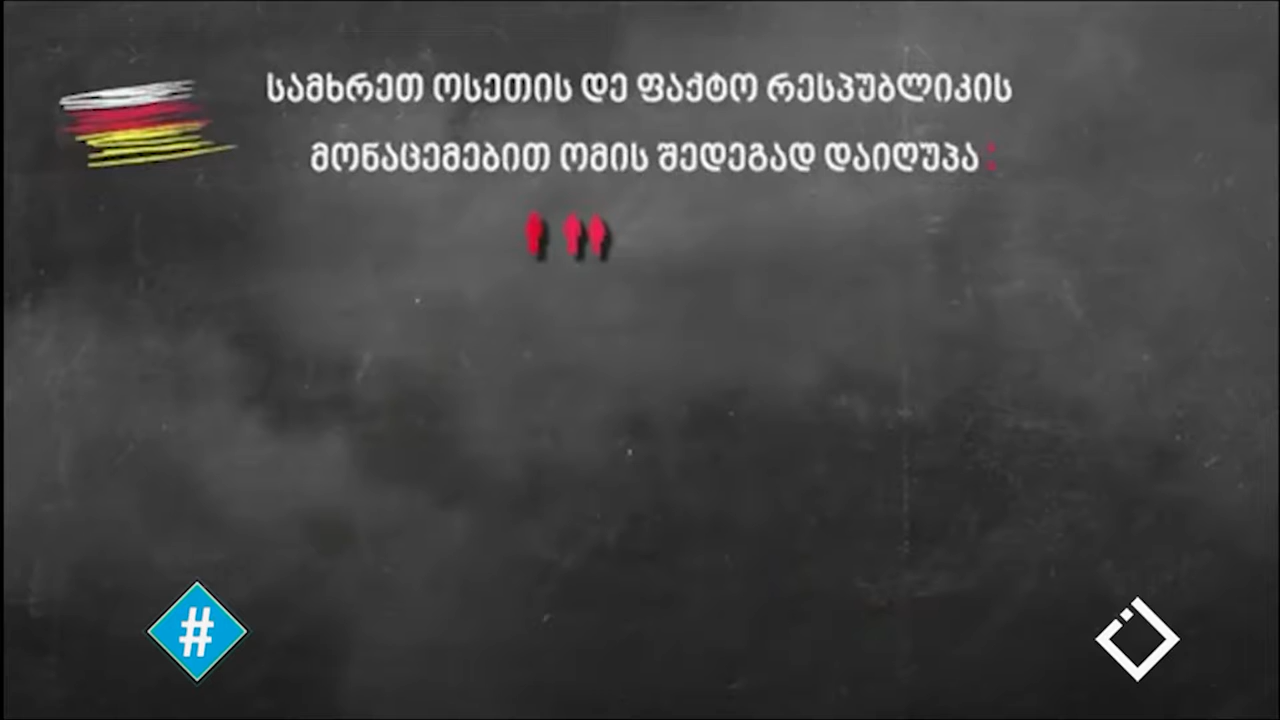 სამხრეთ ოსეთის დე ფაქტო რესპუბლიკის
მონაცემებით ომის შედეგად დაიღუპა :
#